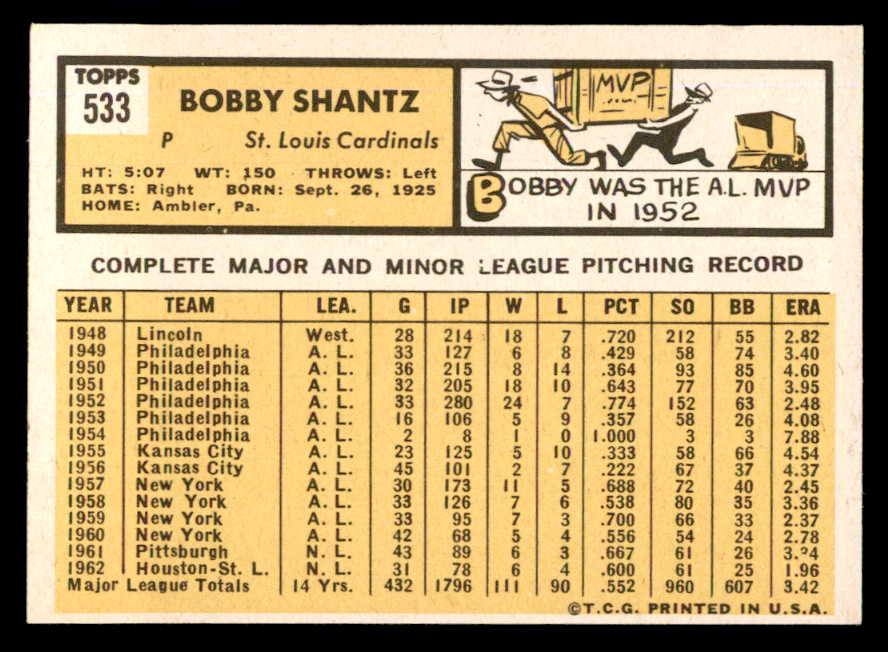 TOPPS
533
BOBBY SHANTZ
P St. Louis Cardinals
HT: 5:07 WT: 150 THROWS: Left
BATS: Right BORN: Sept. 26, 1925
HOME: Ambler, Pa.
MVP
BOBBY WAS THE A.L. MVP
IN 1952
COMPLETE MAJOR AND MINOR LEAGUE PITCHING RECORD
YEAR TEAM LEA. G IP W L PCT SO BB ERA
1948 Lincoln West. 28 214 18 7 .720 212 55 2.82
1949 Philadelphia A. L. 33 127 6 8 .429 58 74 3.40
1950 Philadelphia A. L. 36 215 8 14 .364 93 85 4.60
1951 Philadelphia A. L. 32 205 18 10 .643 77 70 3.95
1952 Philadelphia A. L. 33 280 24 7 .774 152 63 2.48
1953 Philadelphia A. L. 16 106 5 9 .357 58 26 4.08
1954 Philadelphia A. L. 2 8 1 0 1.000 3 3 7.88
1955 Kansas City A. L. 23 125 5 10 .333 58 66 4.54
1956 Kansas City A. L. 45 101 2 7 .222 67 37 4.37
1957 New York A. L. 30 173 11 5 .688 72 40 2.45
1958 New York A. L. 33 126 7 6 .538 80 35 3.36
1959 New York A. L. 33 95 7 3 .700 66 33 2.37
1960 New York A. L. 42 68 5 4 .556 54 24 2.78
1961 Pittsburgh N. L. 43 89 6 3 .667 61 26
1962 Houston-St. L. N. L. 31 78 6 4 .600 61 25 1.96
Major League Totals 14 Yrs. 432 1796 111 90 .552 960 607 3.42
©T.C.G. PRINTED IN U.S.A.